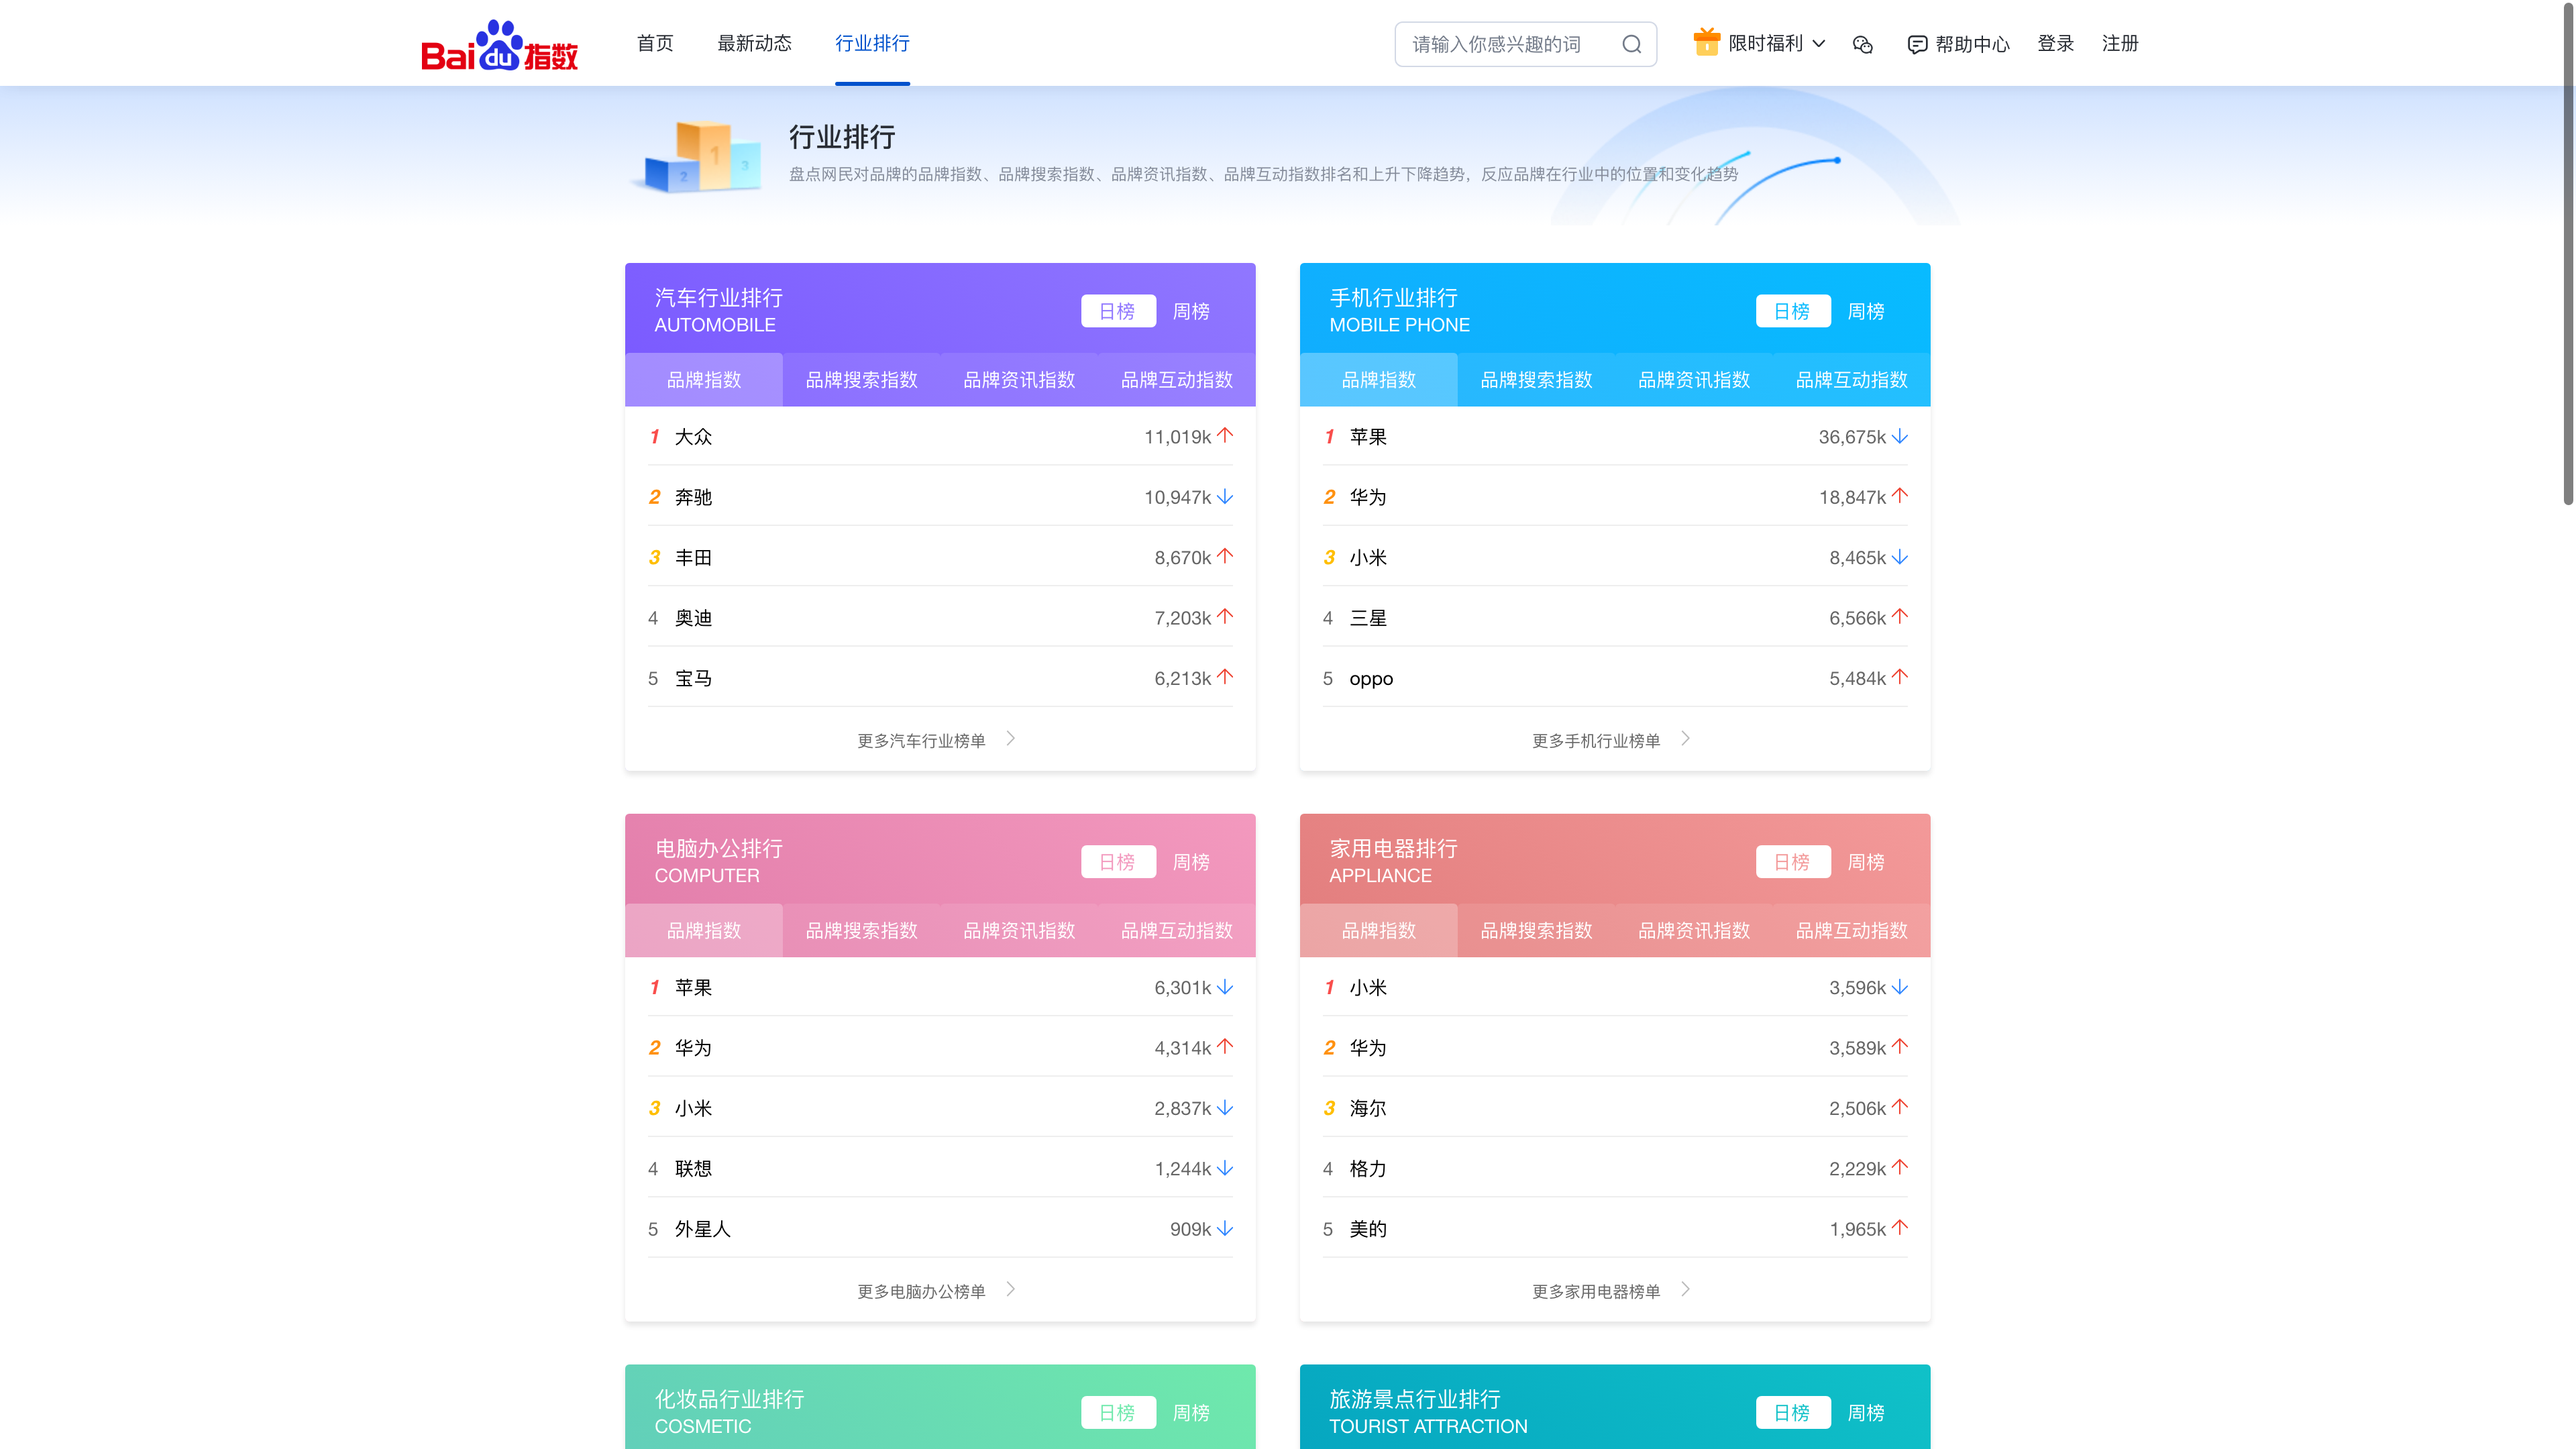 Baidu指数 首页 最新动态 行业排行 请输入你感兴趣的词 限时福利 帮助中心 登录 注册
1 2 3
行业排行
盘点网民对品牌的品牌指数、品牌搜索指数、品牌资讯指数、品牌互动指数排名和上升下降趋势，反应品牌在行业中的位置和变化趋势
汽车行业排行
AUTOMOBILE
日榜 周榜
品牌指数 品牌搜索指数 品牌资讯指数 品牌互动指数
1 大众 11,019k
2 奔驰 10,947k
3 丰田 8,670k
4 奥迪 7,203k
5 宝马 6,213k
更多汽车行业榜单
手机行业排行
MOBILE PHONE
日榜 周榜
品牌指数 品牌搜索指数 品牌资讯指数 品牌互动指数
1 苹果 36,675k
2 华为 18,847k
3 小米 8,465k
4 三星 6,566k
5 oppo 5,484k
更多手机行业榜单
电脑办公排行
COMPUTER
日榜 周榜
品牌指数 品牌搜索指数 品牌资讯指数 品牌互动指数
1 苹果 6,301k
2 华为 4,314k
3 小米 2,837k
4 联想 1,244k
5 外星人 909k
更多电脑办公榜单
家用电器排行
APPLIANCE
日榜 周榜
品牌指数 品牌搜索指数 品牌资讯指数 品牌互动指数
1 小米 3,596k
2 华为 3,589k
3 海尔 2,506k
4 格力 2,229k
5 美的 1,965k
更多家用电器榜单
化妆品行业排行
COSMETIC
日榜 周榜
旅游景点行业排行
TOURIST ATTRACTION
日榜 周榜